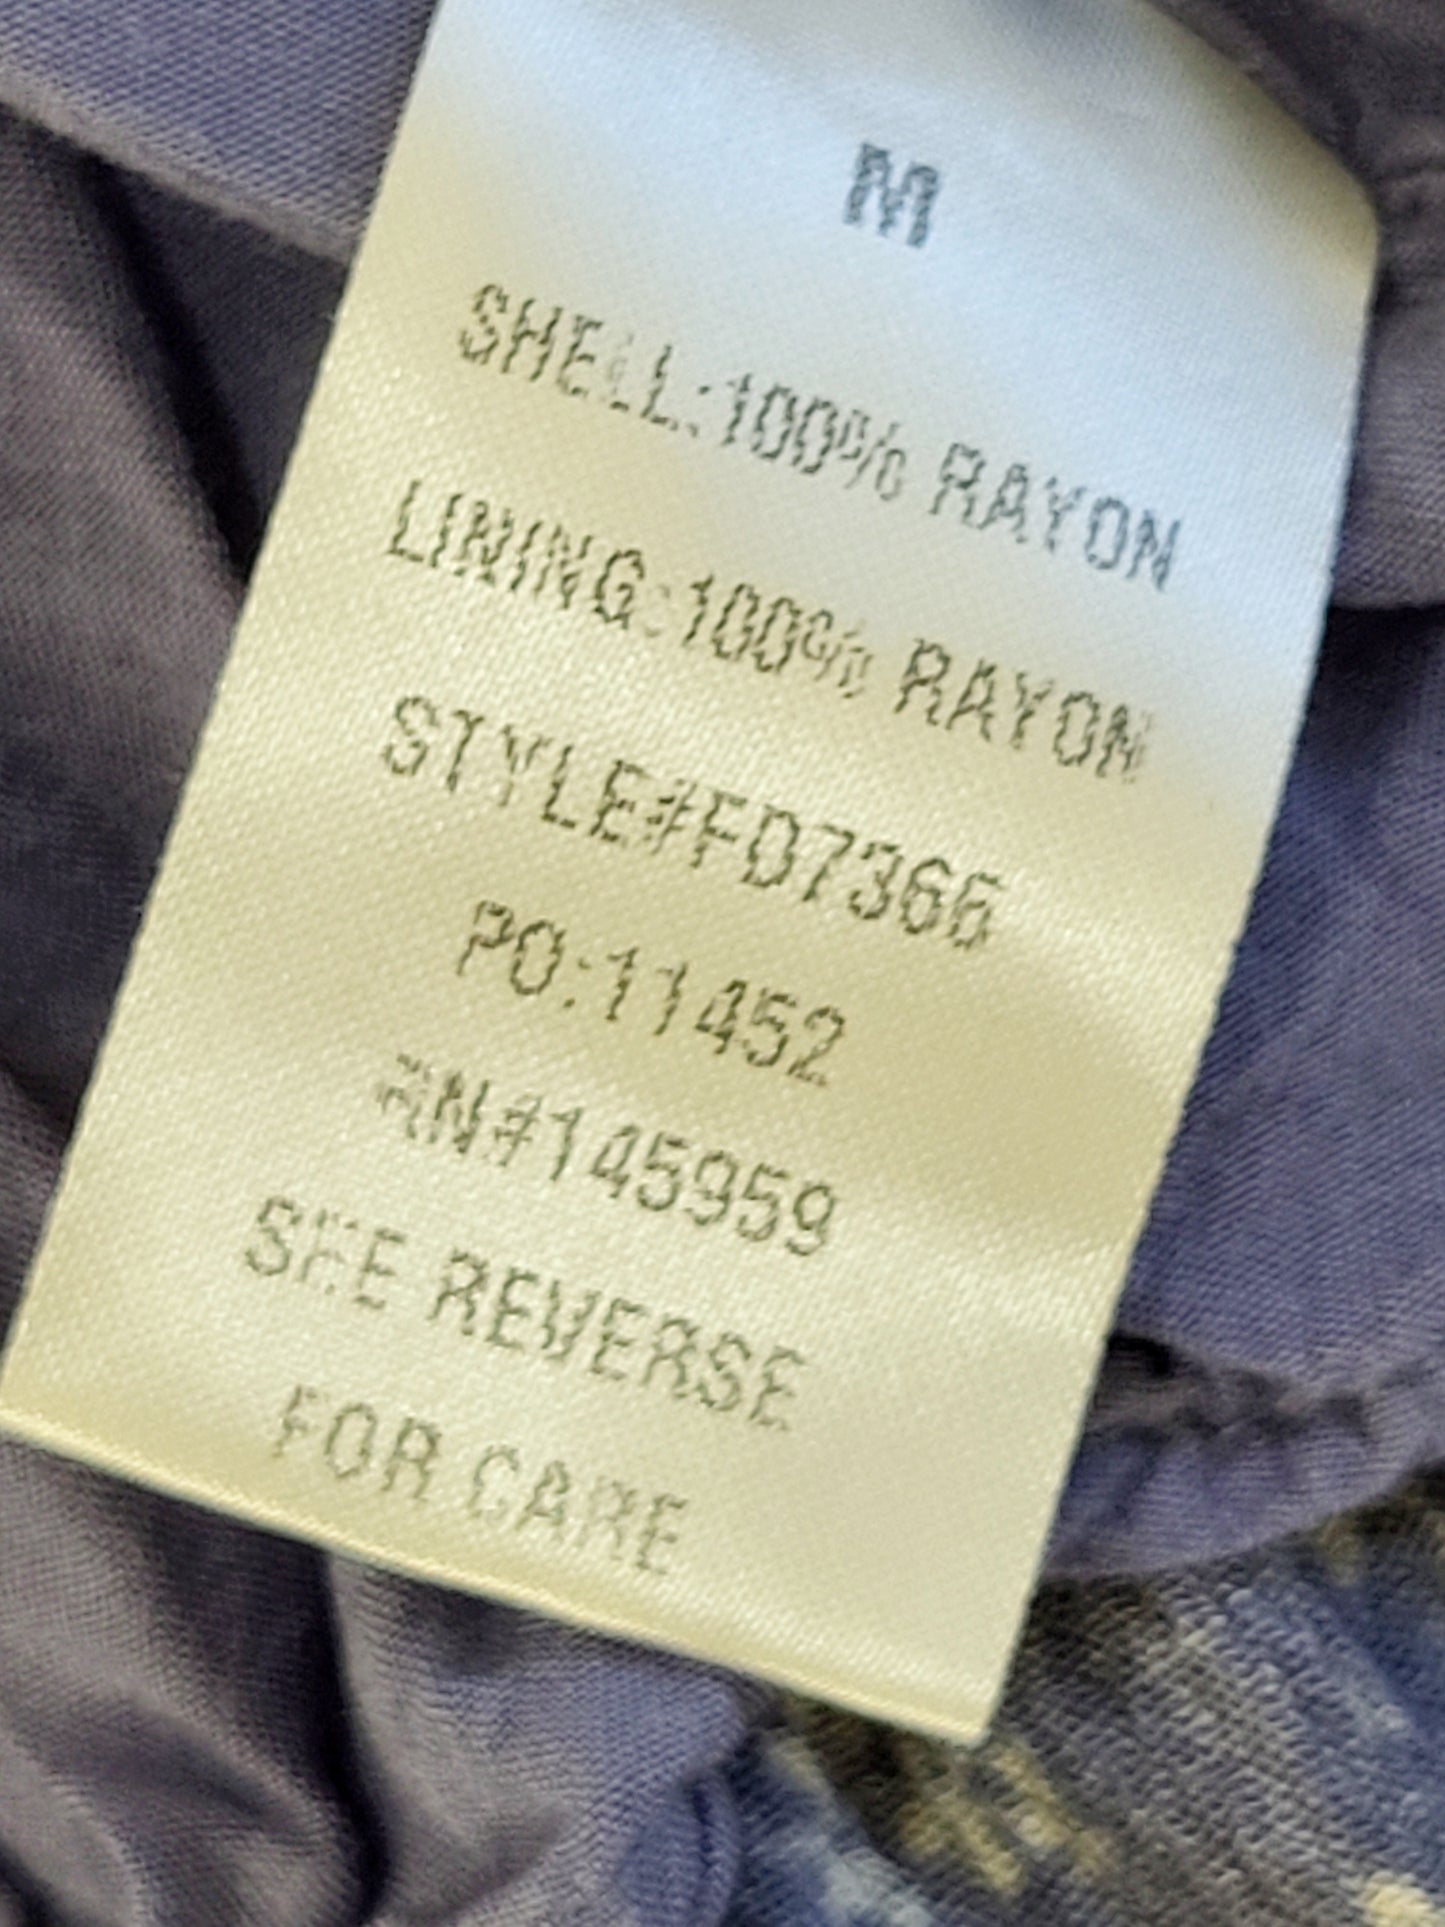 M
SHELL:100% RAYON
LINING:100% RAYON
STYLE#FD7366
PO:11452
RN#145959
SEE REVERSE
FOR CARE